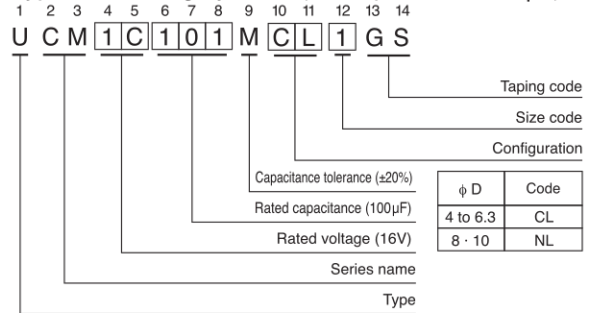 1 2 3 4 5 6 7 8 9 10 11 12 13 14
U C M 1 C 1 0 1 M C L 1 G S
Taping code
Size code
Configuration
Capacitance tolerance (±20%)
Rated capacitance (100μF)
Rated voltage (16V)
Series name
Type
ϕ D Code
4 to 6.3 CL
8 · 10 NL